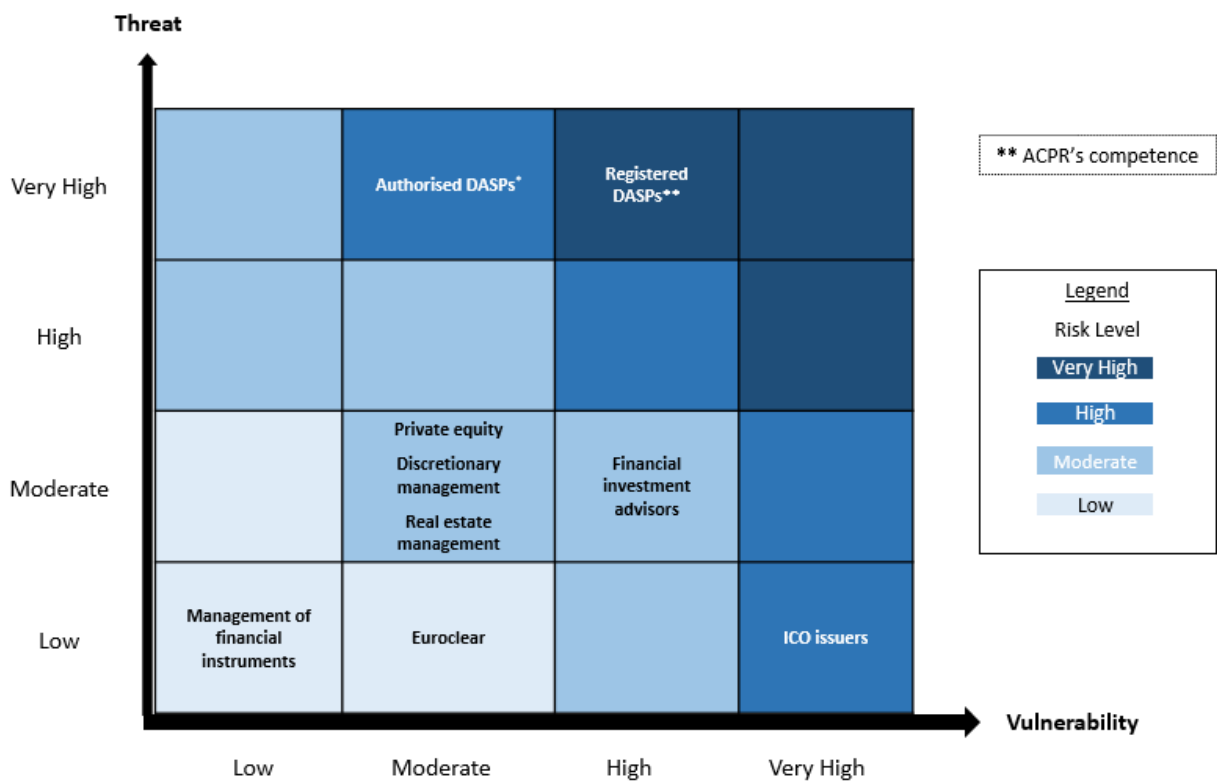 Threat
Very High
Authorised DASPs*
Registered
DASPs**
** ACPR's competence
High
Legend
Risk Level
Very High
High
Moderate
Low
Moderate
Private equity
Discretionary
management
Real estate
management
Financial
investment
advisors
Low
Management of
financial
instruments
Euroclear
ICO issuers
Vulnerability
Low
Moderate
High
Very High